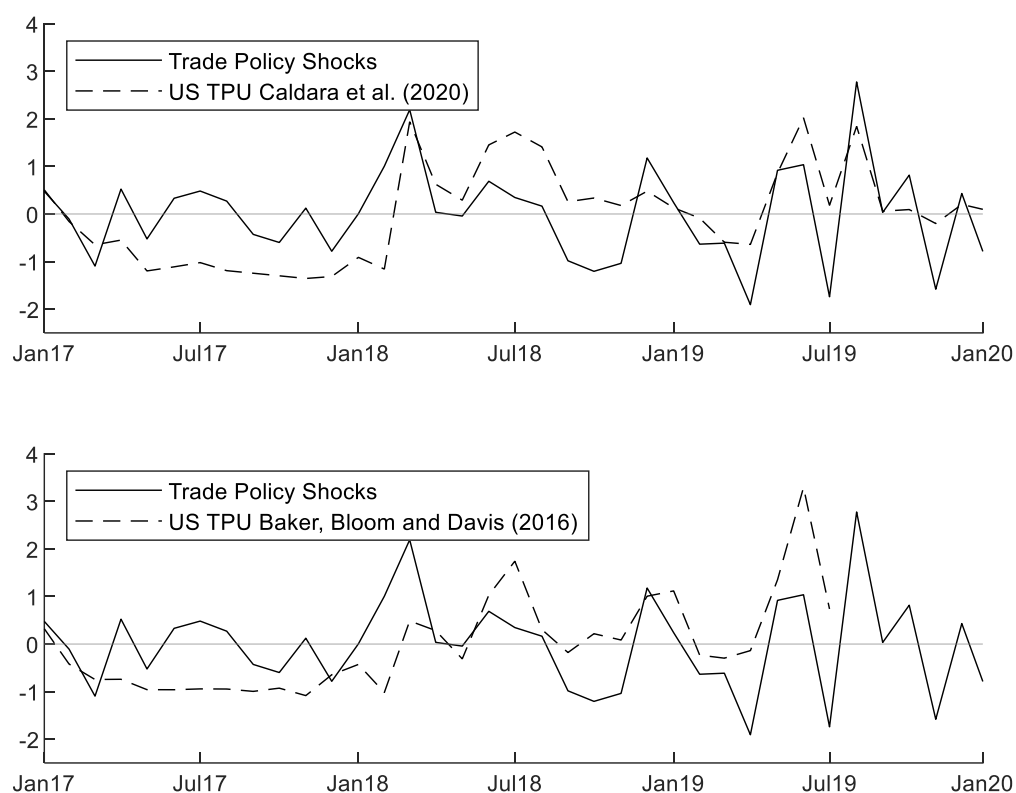 4
3
2
1
0
-1
-2
Trade Policy Shocks
US TPU Caldara et al. (2020)
Jan17 Jul17 Jan18 Jul18 Jan19 Jul19 Jan20
4
3
2
1
0
-1
-2
Trade Policy Shocks
US TPU Baker, Bloom and Davis (2016)
Jan17 Jul17 Jan18 Jul18 Jan19 Jul19 Jan20